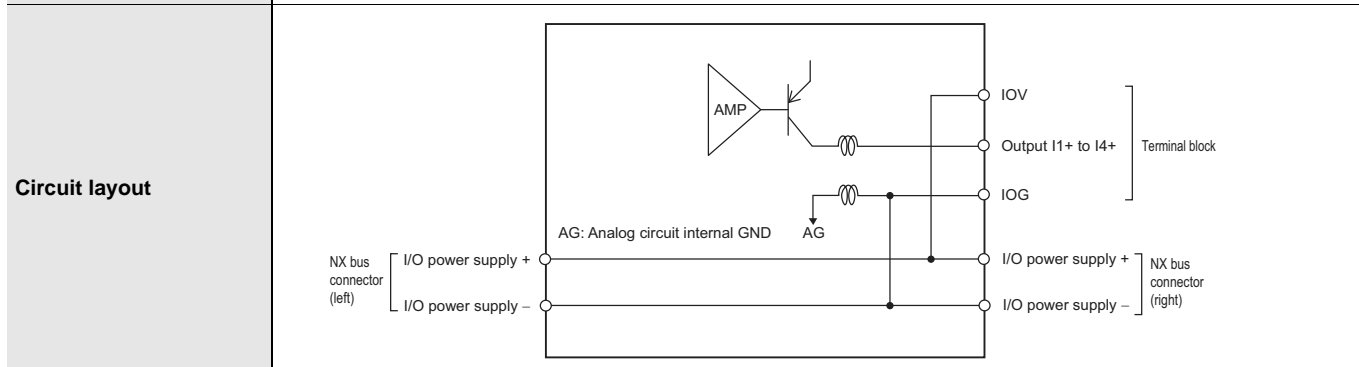 Circuit layout
AMP
IOV
Output I1+ to I4+
Terminal block
IOG
AG: Analog circuit internal GND
AG
NX bus
connector
(left)
I/O power supply +
I/O power supply –
I/O power supply +
I/O power supply –
NX bus
connector
(right)